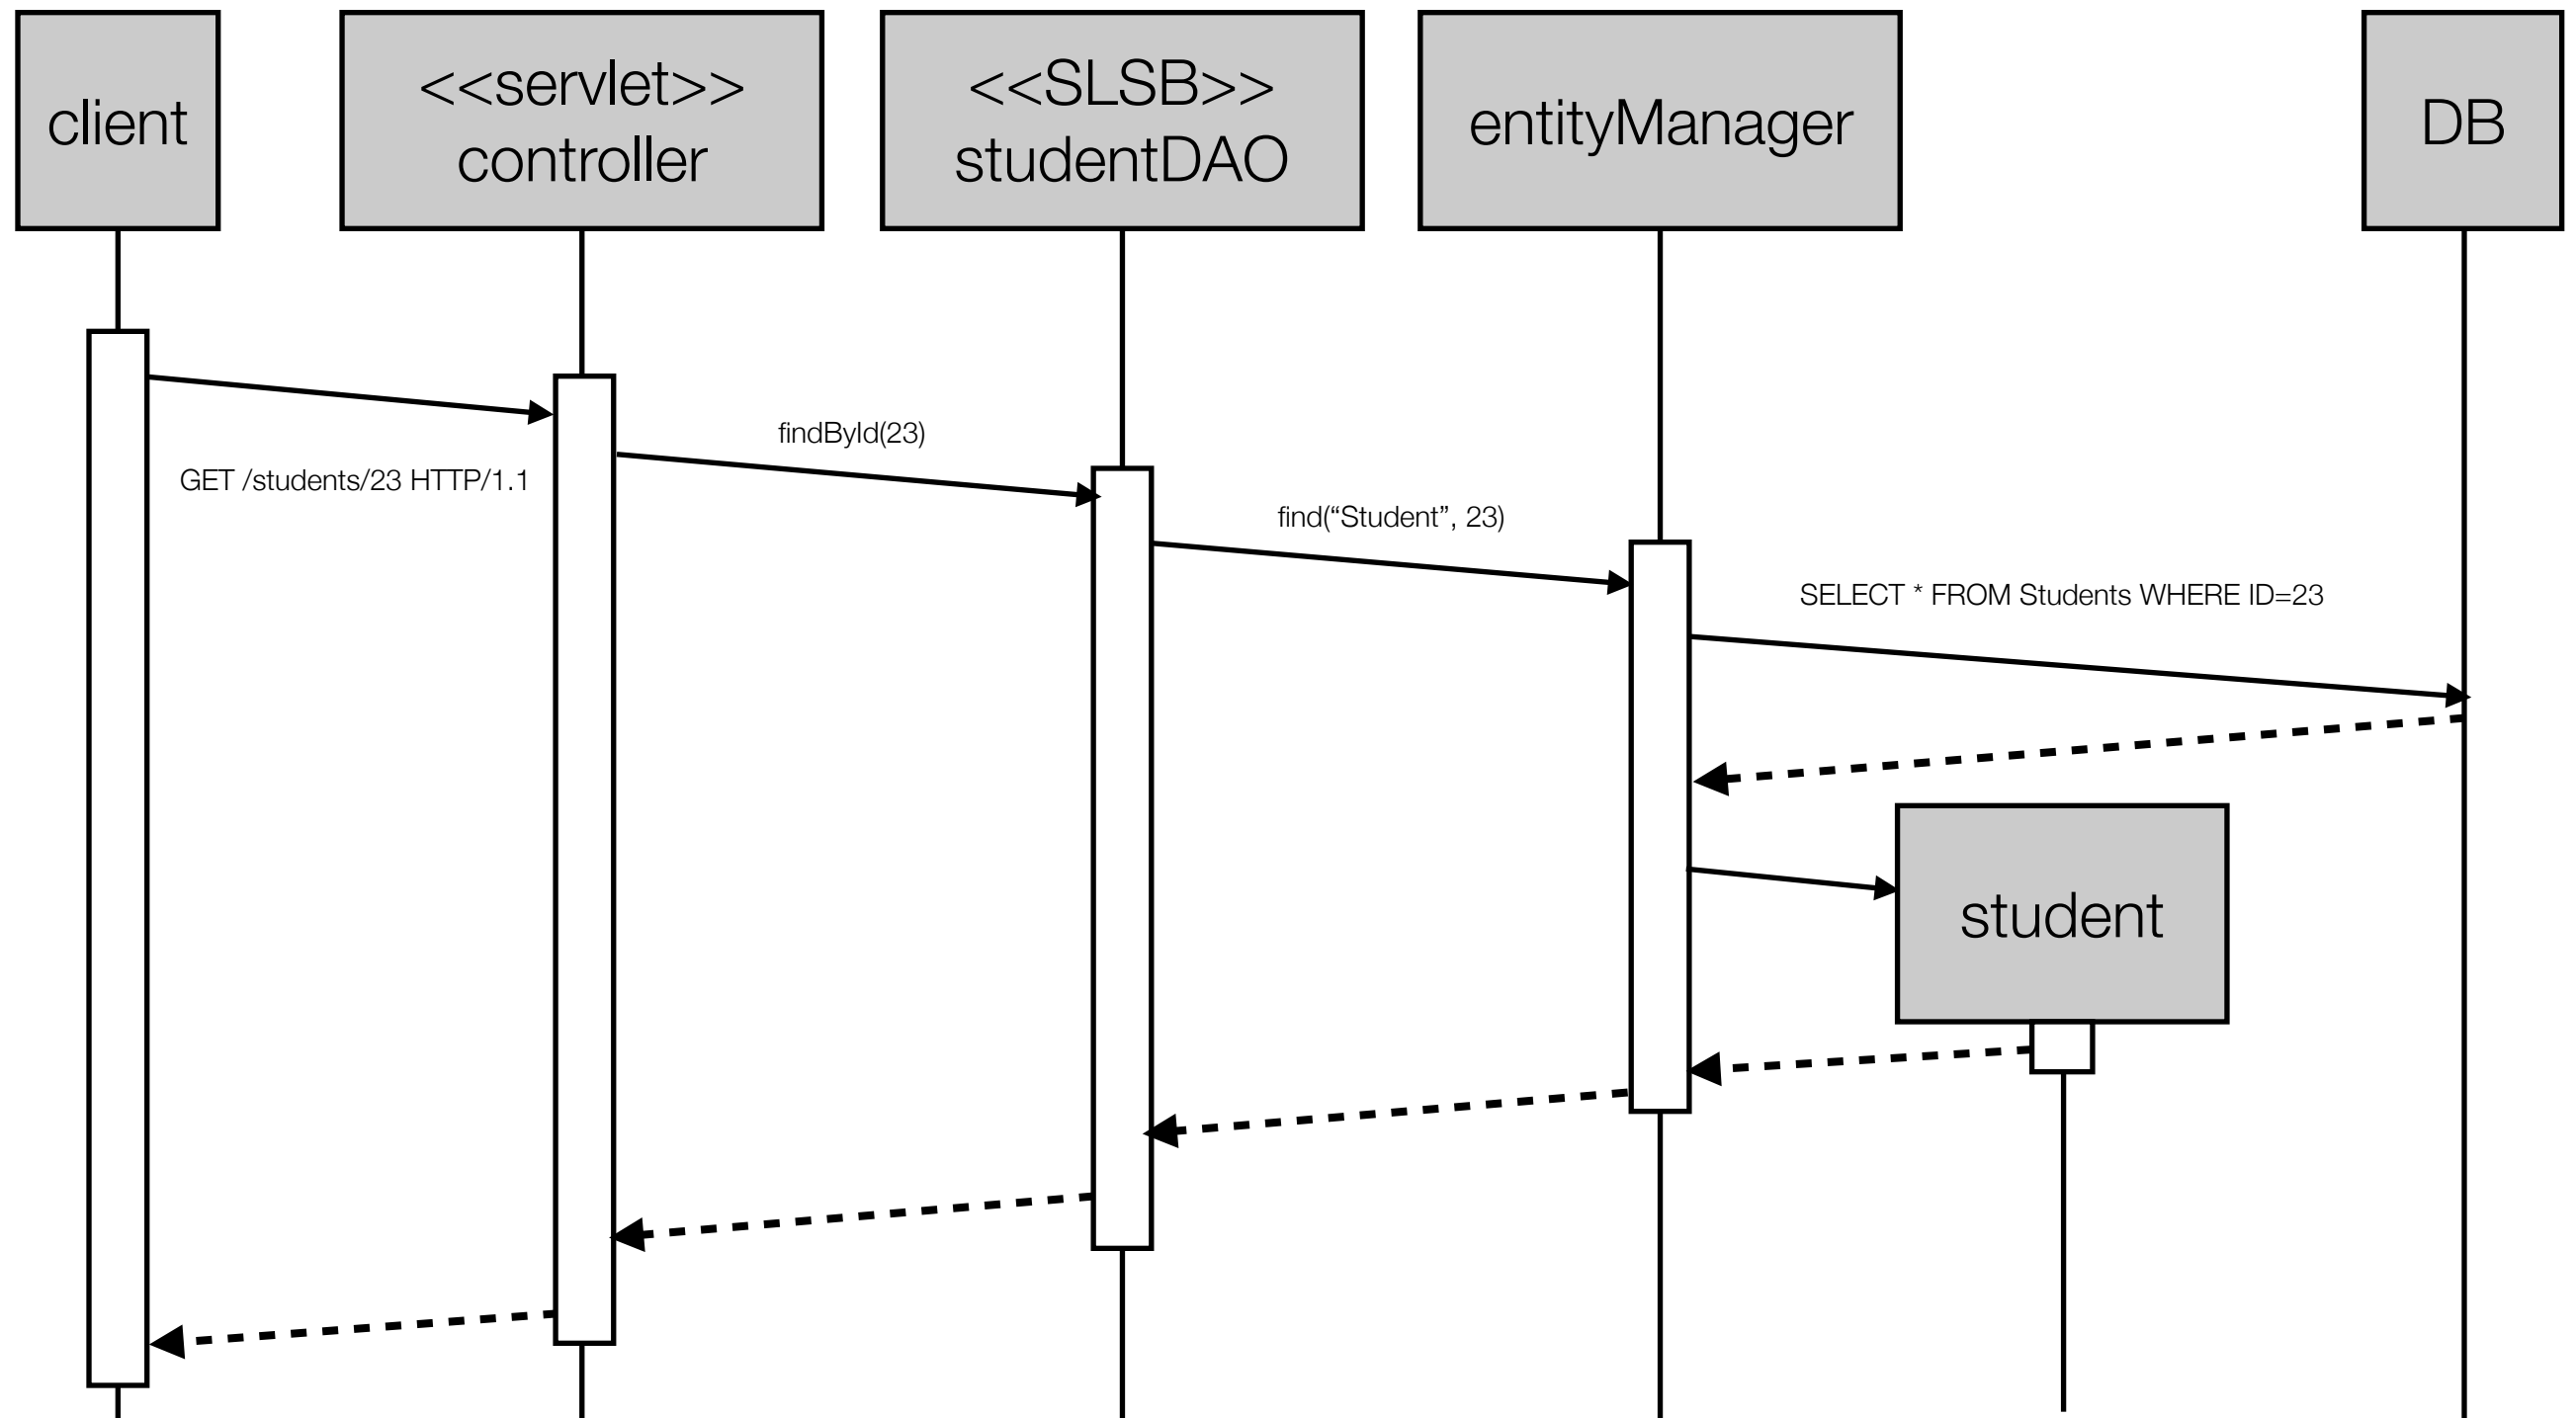 client
<<servlet>>
controller
<<SLSB>>
studentDAO
entityManager
DB
GET /students/23 HTTP/1.1
findById(23)
find(“Student”, 23)
SELECT * FROM Students WHERE ID=23
student